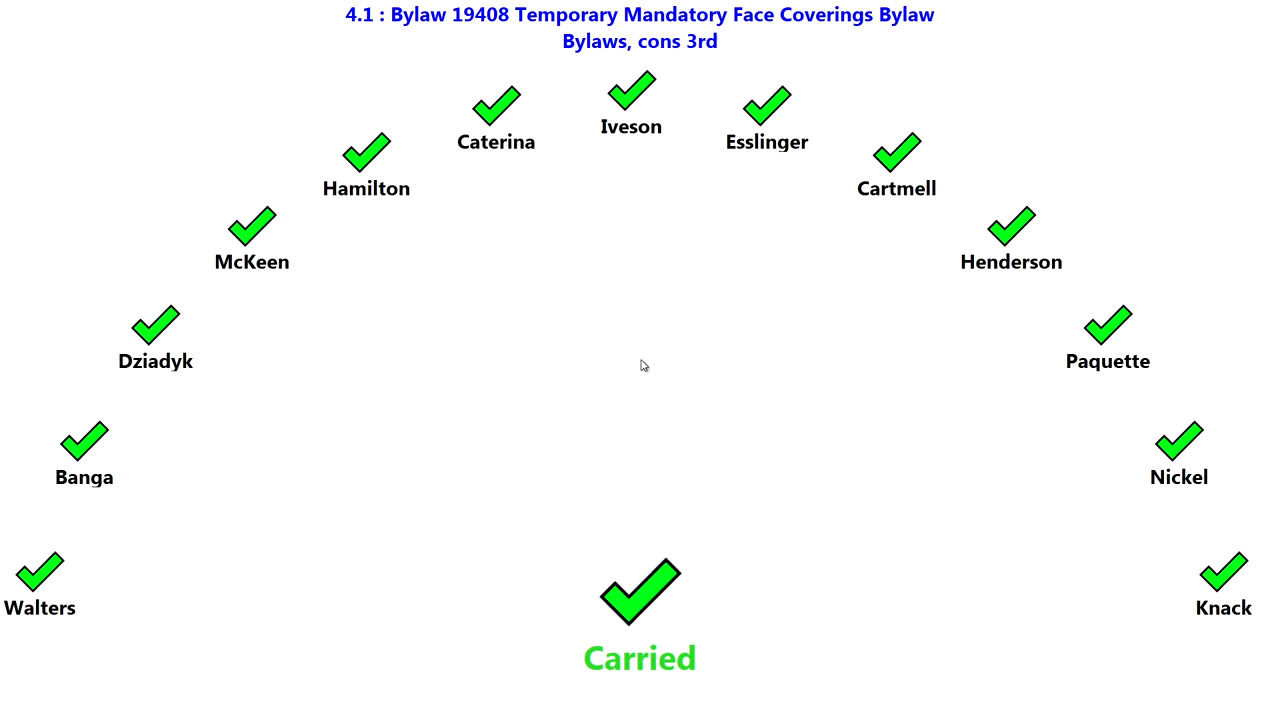 4.1 : Bylaw 19408 Temporary Mandatory Face Coverings Bylaw
Bylaws, cons 3rd
Iveson
Caterina
Esslinger
Hamilton
Cartmell
McKeen
Henderson
Dziadyk
Paquette
Banga
Nickel
Walters
Knack
Carried